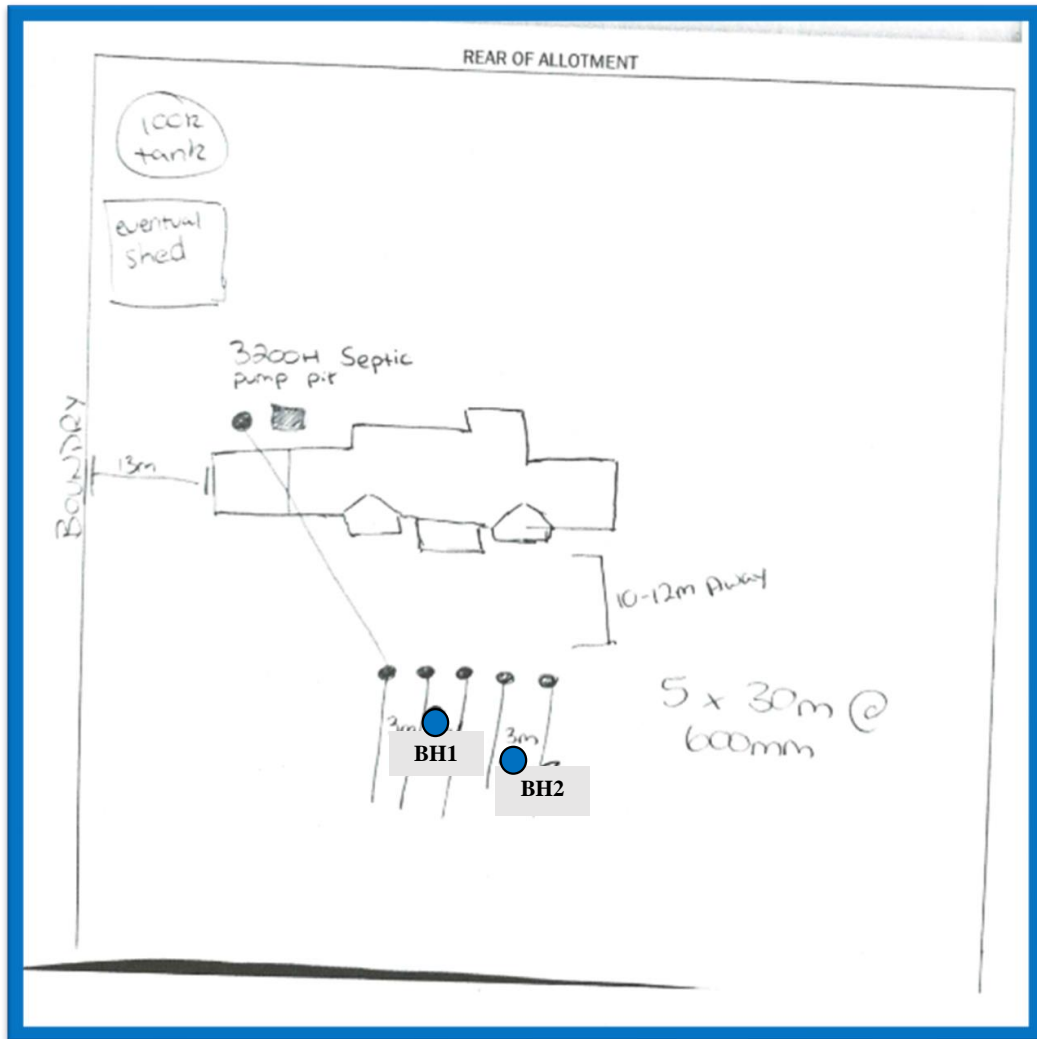 REAR OF ALLOTMENT
100k
tank
eventual
shed
3200H Septic
pump pit
BOUNDRY
13m
10-12m Away
5 x 30m @
600mm
3m
BH1
3m
BH2